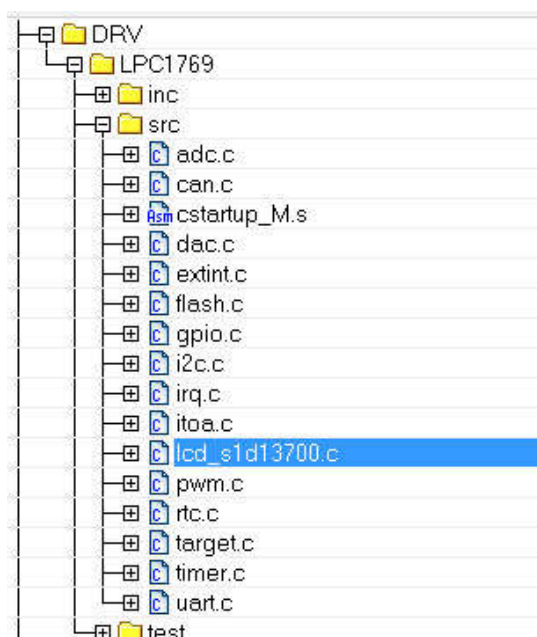 DRV
LPC1769
inc
src
adc.c
can.c
Asm cstartup_M.s
dac.c
extint.c
flash.c
gpio.c
i2c.c
irq.c
itoa.c
lcd_s1d13700.c
pwm.c
rtc.c
target.c
timer.c
uart.c
test